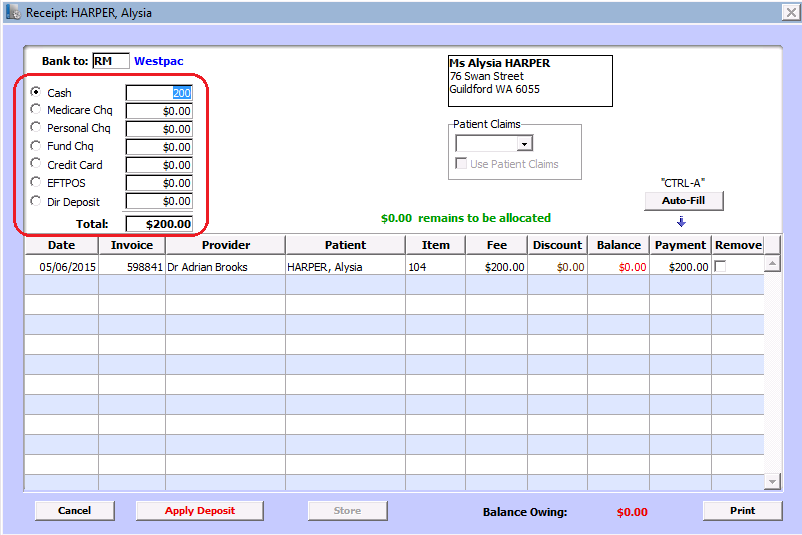 Receipt: HARPER, Alysia
Bank to: RM Westpac
Cash 200
Medicare Chq $0.00
Personal Chq $0.00
Fund Chq $0.00
Credit Card $0.00
EFTPOS $0.00
Dir Deposit $0.00
Total: $200.00
Ms Alysia HARPER
76 Swan Street
Guildford WA 6055
Patient Claims
Use Patient Claims
"CTRL-A"
Auto-Fill
$0.00 remains to be allocated
Date Invoice Provider Patient Item Fee Discount Balance Payment Remove
05/06/2015 598841 Dr Adrian Brooks HARPER, Alysia 104 $200.00 $0.00 $0.00 $200.00
Cancel Apply Deposit Store Balance Owing: $0.00 Print